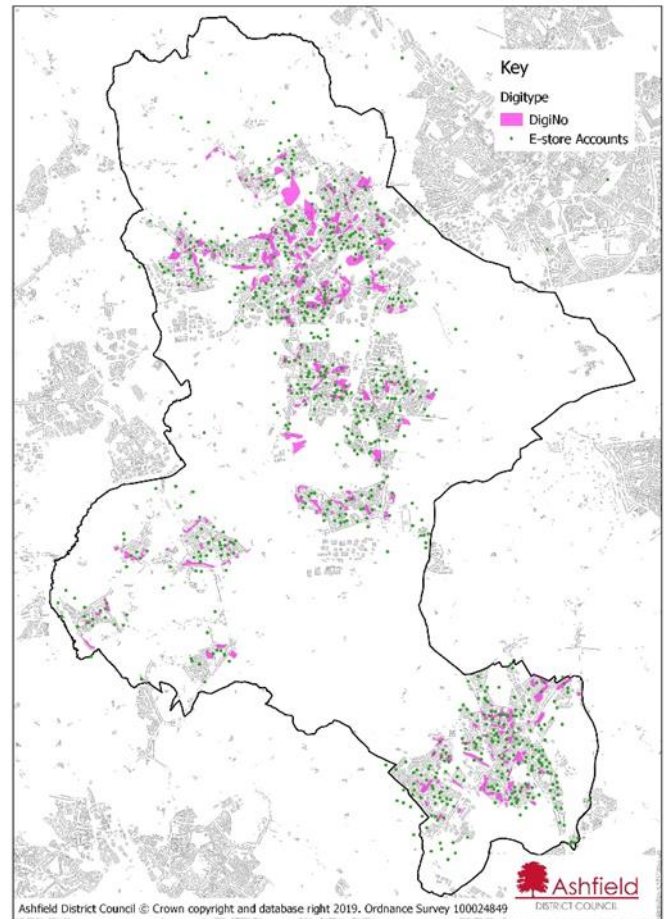 Key
Digitype
DigiNo
E-store Accounts
Ashfield
DISTRICT COUNCIL
Ashfield District Council © Crown copyright and database right 2019. Ordnance Survey 100024849